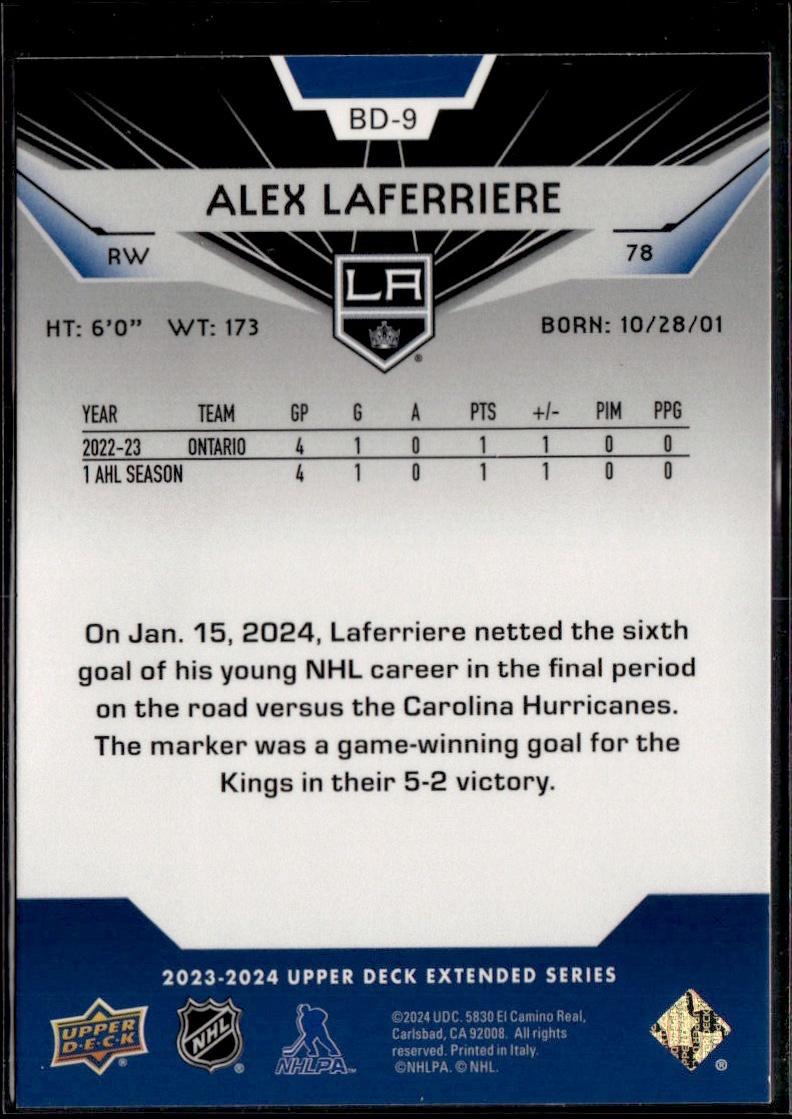 BD-9
ALEX LAFERRIERE
RW
78
LA
HT: 6'0" WT: 173
BORN: 10/28/01
®
YEAR TEAM GP G A PTS +/- PIM PPG
2022-23 ONTARIO 4 1 0 1 1 0 0
1 AHL SEASON 4 1 0 1 1 0 0
On Jan. 15, 2024, Laferriere netted the sixth
goal of his young NHL career in the final period
on the road versus the Carolina Hurricanes.
The marker was a game-winning goal for the
Kings in their 5-2 victory.
2023-2024 UPPER DECK EXTENDED SERIES
UPPER
D·E·C·K
®
NHL
®
NHLPA™
©2024 UDC. 5830 El Camino Real,
Carlsbad, CA 92008. All rights
reserved. Printed in Italy.
©NHLPA. © NHL.
®